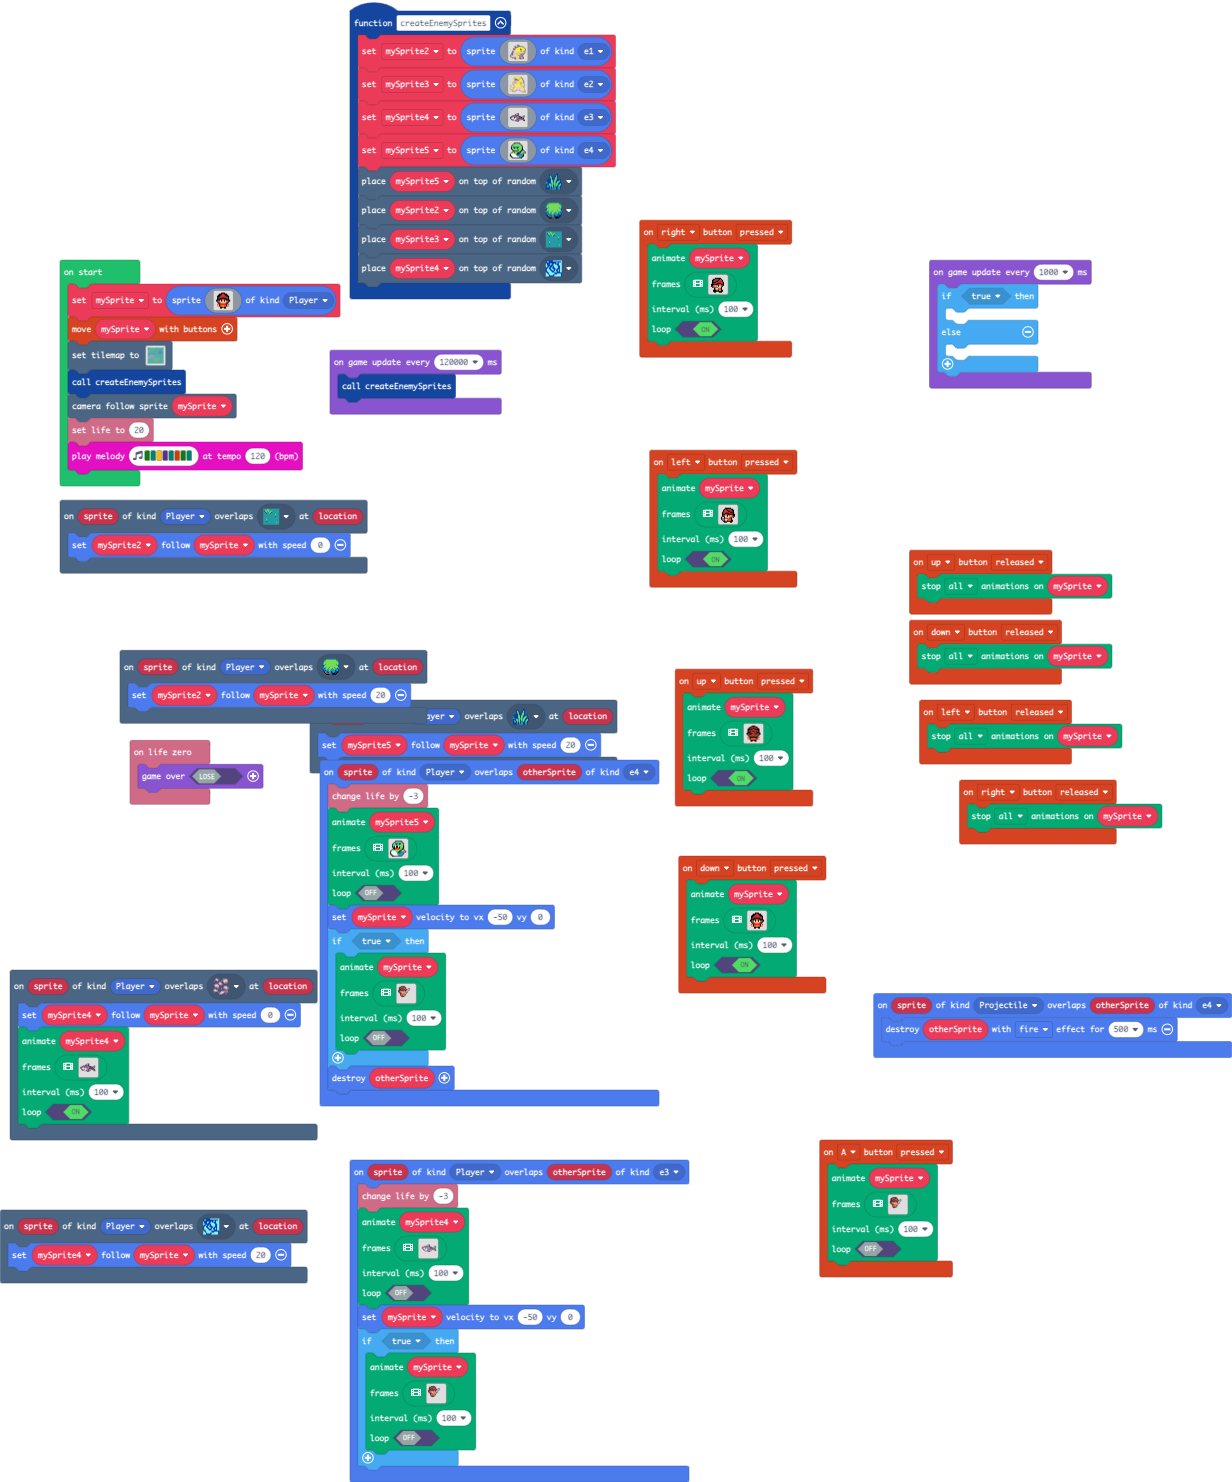 function createEnemySprites
set mySprite2 to sprite of kind e1
set mySprite3 to sprite of kind e2
set mySprite4 to sprite of kind e3
set mySprite5 to sprite of kind e4
place mySprite5 on top of random
place mySprite2 on top of random
place mySprite3 on top of random
place mySprite4 on top of random
on start
set mySprite to sprite of kind Player
move mySprite with buttons
set tilemap to
call createEnemySprites
camera follow sprite mySprite
set life to 20
play melody at tempo 120 (bpm)
on game update every 120000 ms
call createEnemySprites
on right button pressed
animate mySprite
frames
interval (ms) 100
loop ON
on game update every 1000 ms
if true then
else
on left button pressed
animate mySprite
frames
interval (ms) 100
loop ON
on sprite of kind Player overlaps at location
set mySprite2 follow mySprite with speed 0
on up button released
stop all animations on mySprite
on down button released
stop all animations on mySprite
on left button released
stop all animations on mySprite
on right button released
stop all animations on mySprite
on sprite of kind Player overlaps at location
set mySprite2 follow mySprite with speed 20
ayer overlaps at location
set mySprite5 follow mySprite with speed 20
on life zero
game over LOSE
on sprite of kind Player overlaps otherSprite of kind e4
change life by -3
animate mySprite5
frames
interval (ms) 100
loop OFF
set mySprite velocity to vx -50 vy 0
if true then
animate mySprite
frames
interval (ms) 100
loop OFF
destroy otherSprite
on up button pressed
animate mySprite
frames
interval (ms) 100
loop ON
on down button pressed
animate mySprite
frames
interval (ms) 100
loop ON
on sprite of kind Player overlaps at location
set mySprite4 follow mySprite with speed 0
animate mySprite4
frames
interval (ms) 100
loop ON
on sprite of kind Projectile overlaps otherSprite of kind e4
destroy otherSprite with fire effect for 500 ms
on A button pressed
animate mySprite
frames
interval (ms) 100
loop OFF
on sprite of kind Player overlaps at location
set mySprite4 follow mySprite with speed 20
on sprite of kind Player overlaps otherSprite of kind e3
change life by -3
animate mySprite4
frames
interval (ms) 100
loop OFF
set mySprite velocity to vx -50 vy 0
if true then
animate mySprite
frames
interval (ms) 100
loop OFF